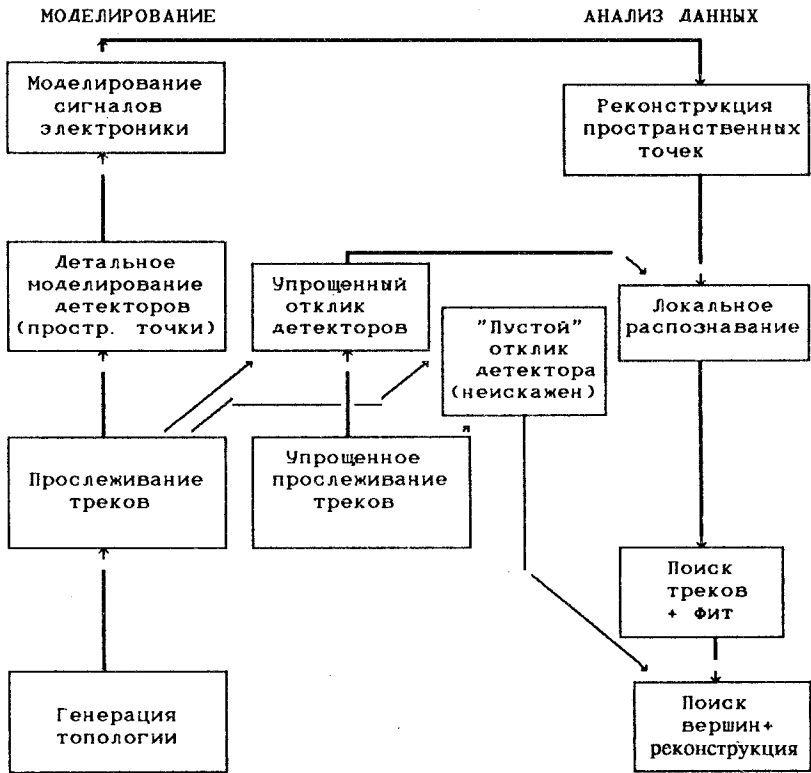 МОДЕЛИРОВАНИЕ
АНАЛИЗ ДАННЫХ
Моделирование
сигналов
электроники
Реконструкция
пространственных
точек
Детальное
моделирование
детекторов
(простр. точки)
Упрощенный
отклик
детекторов
"Пустой"
отклик
детектора
(неискажен)
Локальное
распознавание
Прослеживание
треков
Упрощенное
прослеживание
треков
Поиск
треков
+ фит
Генерация
топологии
Поиск
вершин+
реконструкция